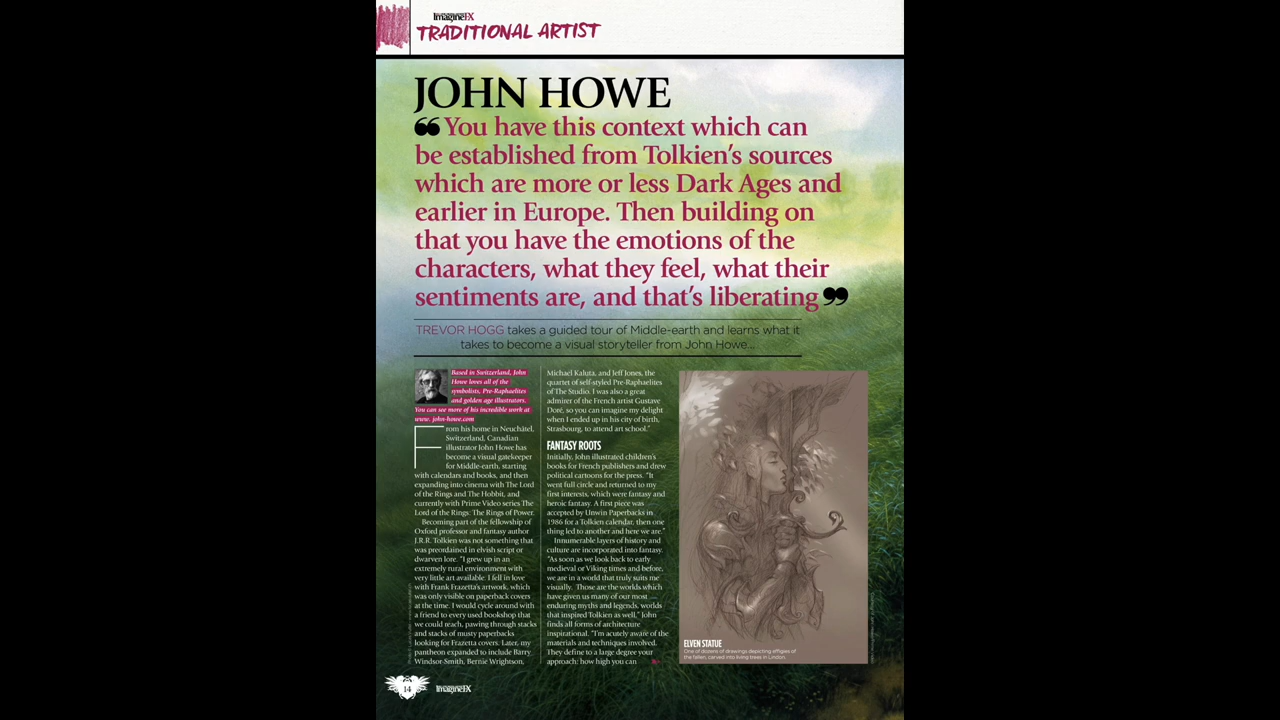 ImagineFX
TRADITIONAL ARTIST
JOHN HOWE
“You have this context which can
be established from Tolkien’s sources
which are more or less Dark Ages and
earlier in Europe. Then building on
that you have the emotions of the
characters, what they feel, what their
sentiments are, and that’s liberating”
TREVOR HOGG takes a guided tour of Middle-earth and learns what it
takes to become a visual storyteller from John Howe...
Based in Switzerland, John
Howe loves all of the
symbolists, Pre-Raphaelites
and golden age illustrators.
You can see more of his incredible work at
www. john-howe.com
From his home in Neuchâtel,
Switzerland, Canadian
illustrator John Howe has
become a visual gatekeeper
for Middle-earth, starting
with calendars and books, and then
expanding into cinema with The Lord
of the Rings and The Hobbit, and
currently with Prime Video series The
Lord of the Rings: The Rings of Power.
Becoming part of the fellowship of
Oxford professor and fantasy author
J.R.R. Tolkien was not something that
was preordained in elvish script or
dwarven lore. “I grew up in an
extremely rural environment with
very little art available. I fell in love
with Frank Frazetta’s artwork, which
was only visible on paperback covers
at the time. I would cycle around with
a friend to every used bookshop that
we could reach, pawing through stacks
and stacks of musty paperbacks
looking for Frazetta covers. Later, my
pantheon expanded to include Barry
Windsor-Smith, Bernie Wrightson,
Michael Kaluta, and Jeff Jones, the
quartet of self-styled Pre-Raphaelites
of The Studio. I was also a great
admirer of the French artist Gustave
Doré, so you can imagine my delight
when I ended up in his city of birth,
Strasbourg, to attend art school.”
FANTASY ROOTS
Initially, John illustrated children’s
books for French publishers and drew
political cartoons for the press. “It
went full circle and returned to my
first interests, which were fantasy and
heroic fantasy. A first piece was
accepted by Unwin Paperbacks in
1986 for a Tolkien calendar, then one
thing led to another and here we are.”
Innumerable layers of history and
culture are incorporated into fantasy.
“As soon as we look back to early
medieval or Viking times and before,
we are in a world that truly suits me
visually. Those are the worlds which
have given us many of our most
enduring myths and legends, worlds
that inspired Tolkien as well.” John
finds all forms of architecture
inspirational. “I’m acutely aware of the
materials and techniques involved.
They define to a large degree your
approach: how high you can
ELVEN STATUE
One of dozens of drawings depicting effigies of
the fallen, carved into living trees in Lindon.
14
ImagineFX